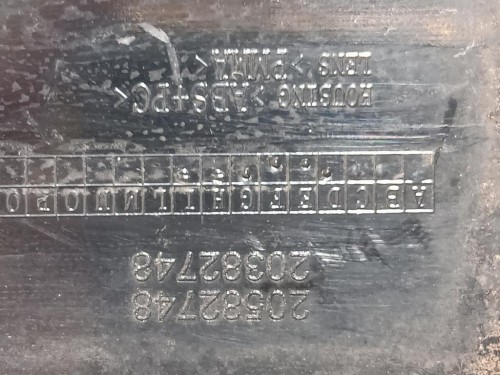 20582748
20382748
A B C D E F G H I L
HOUSING >ABS+PC<
LENS >PMMA<